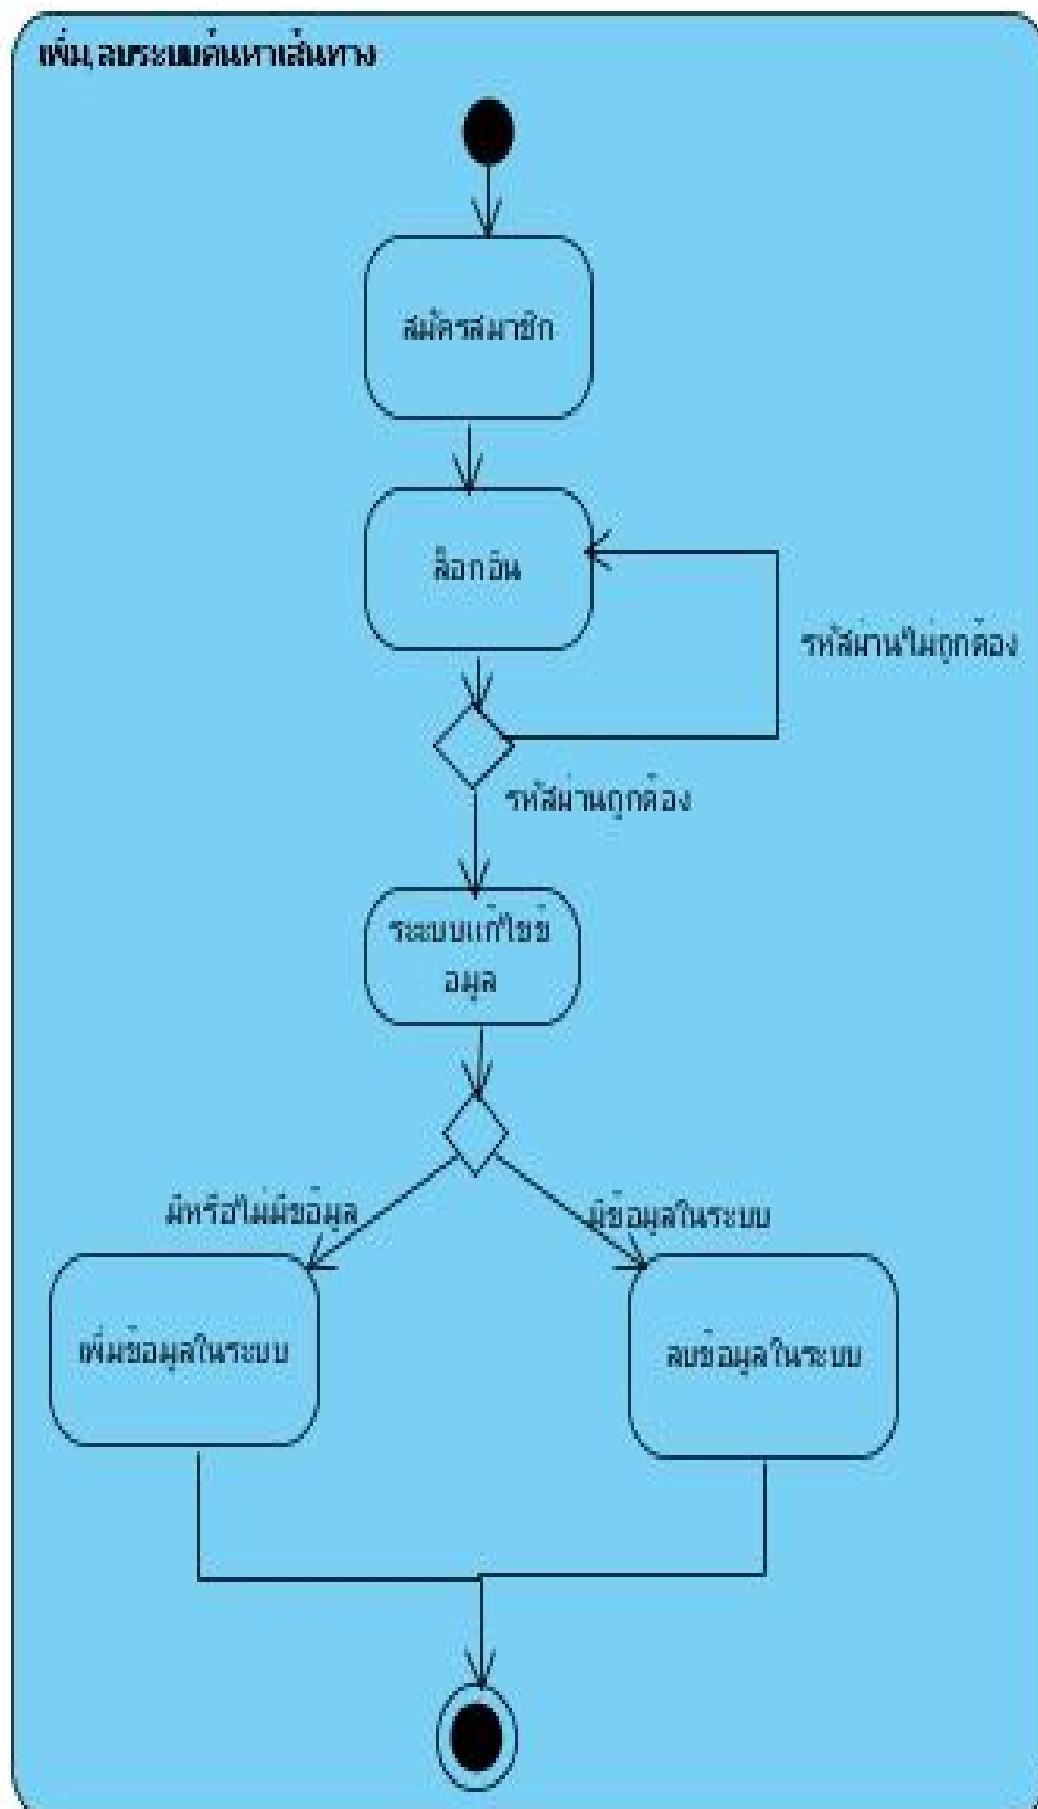 เพิ่ม,ลบระบบค้นหาเส้นทาง
สมัครสมาชิก
ล็อกอิน
รหัสผ่านไม่ถูกต้อง
รหัสผ่านถูกต้อง
ระบบแก้ไขข้
อมูล
มีหรือไม่มีข้อมูล
มีข้อมูลในระบบ
เพิ่มข้อมูลในระบบ
ลบข้อมูลในระบบ